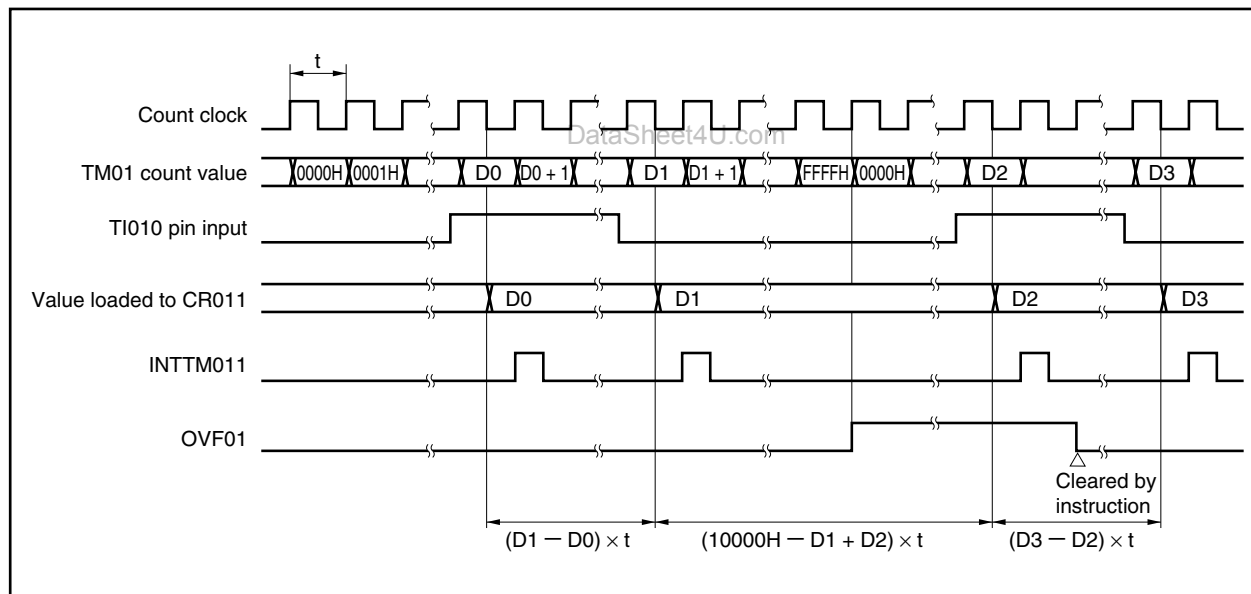 t
Count clock
DataSheet4U.com
TM01 count value 0000H 0001H D0 D0 + 1 D1 D1 + 1 FFFFH 0000H D2 D3
TI010 pin input
Value loaded to CR011 D0 D1 D2 D3
INTTM011
OVF01
Cleared by
instruction
(D1 — D0) × t (10000H — D1 + D2) × t (D3 — D2) × t